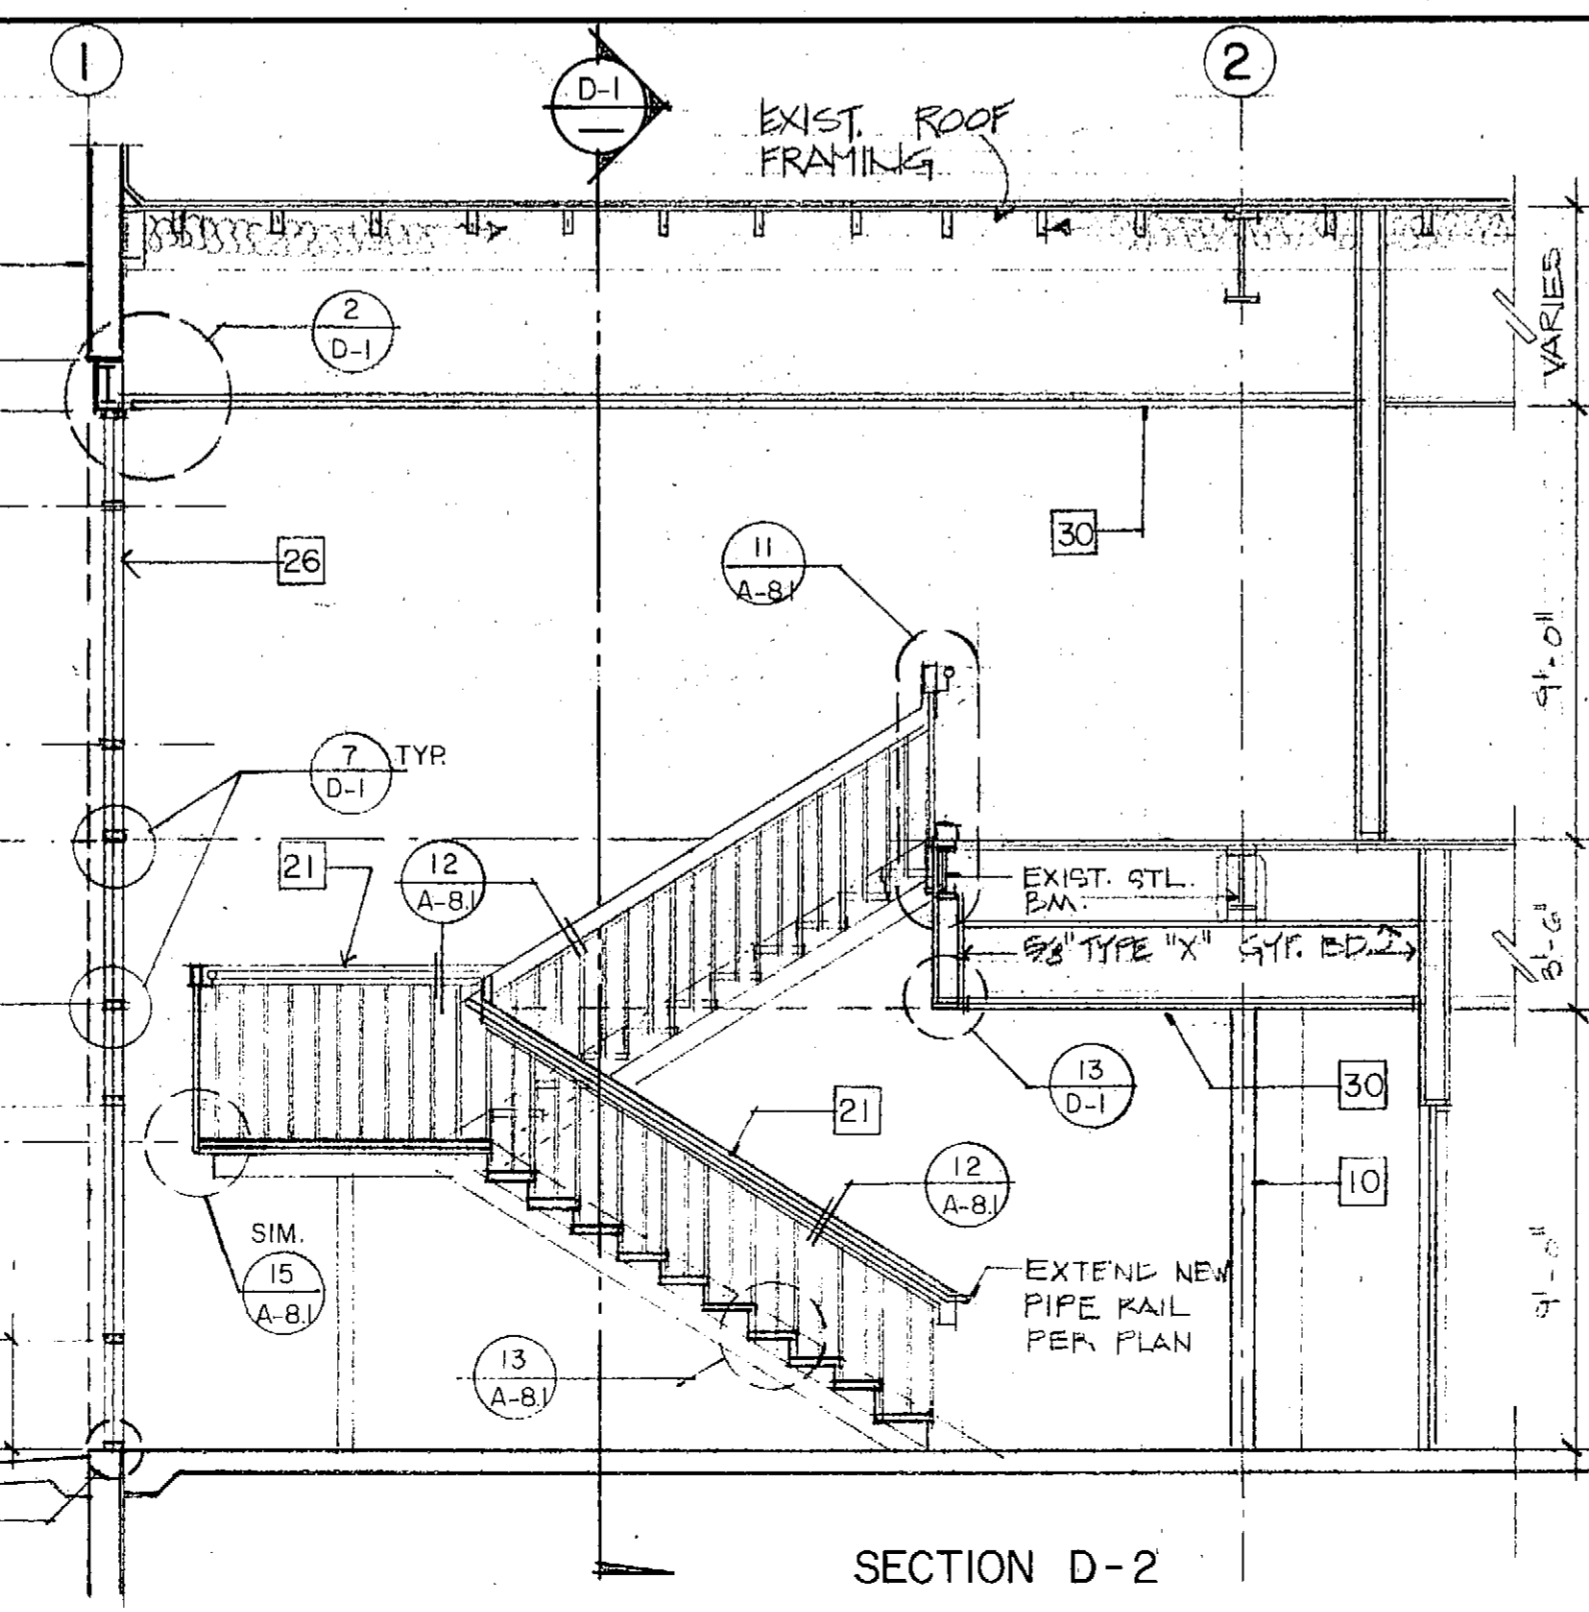 1
D-1
2
EXIST. ROOF
FRAMING
VARIES
2
D-1
26
30
11
A-8.1
9'-0"
7
D-1
TYP.
21
12
A-8.1
EXIST. STL.
BM.
5/8" TYPE "X" GYP. BD.
3'-6"
13
D-1
30
21
12
A-8.1
10
SIM.
15
A-8.1
EXTEND NEW
PIPE RAIL
PER PLAN
9'-0"
13
A-8.1
SECTION D-2